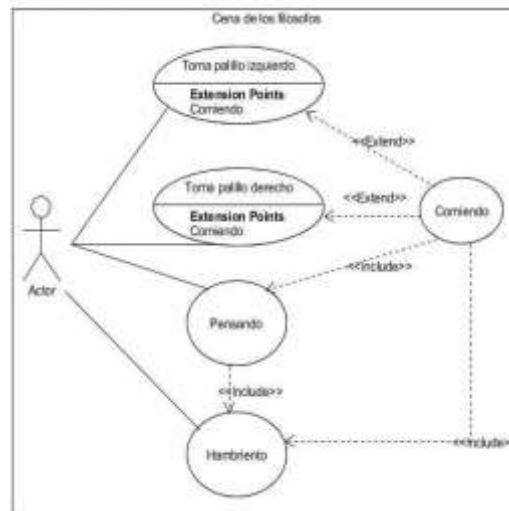 Cena de los filosofos
Toma palillo izquierdo
Extension Points
Comiendo
<<Extend>>
Toma palillo derecho
Extension Points
Comiendo
<<Extend>>
Comiendo
Actor
<<Include>>
Pensando
<<Include>>
Hambriento
<<Include>>